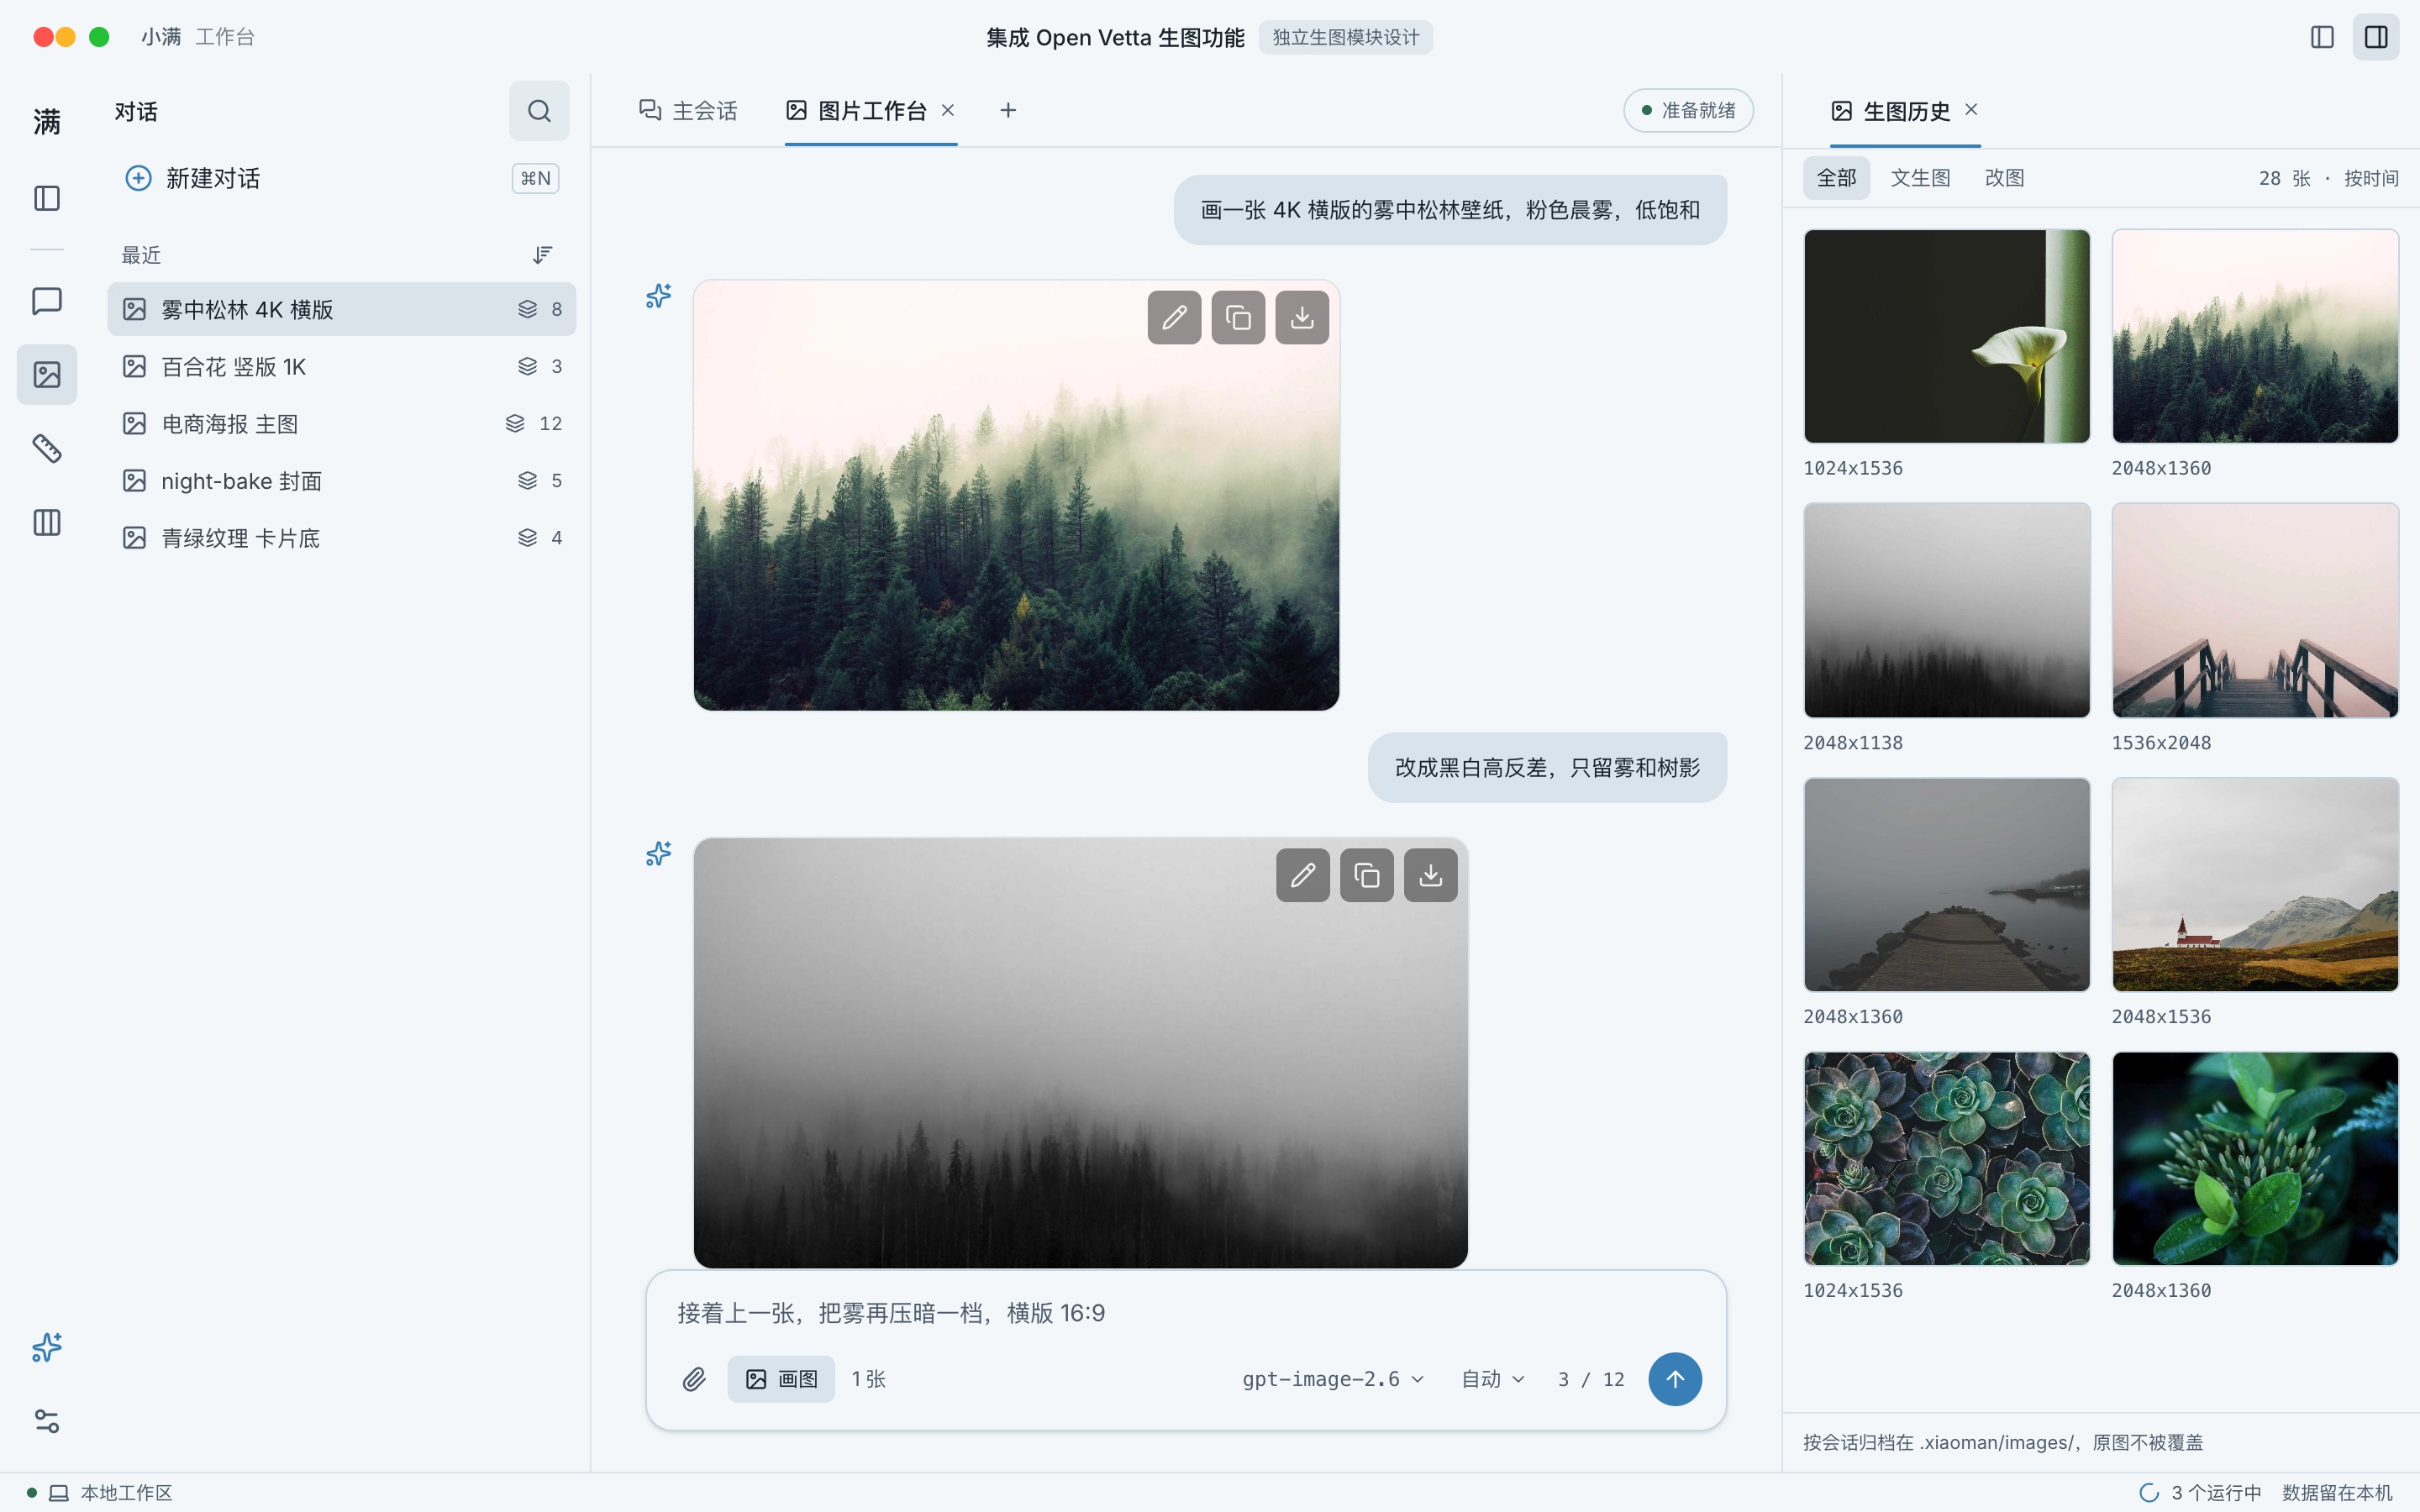 小满 工作台
集成 Open Vetta 生图功能 独立生图模块设计
满
对话
新建对话 ⌘N
最近
雾中松林 4K 横版 8
百合花 竖版 1K 3
电商海报 主图 12
night-bake 封面 5
青绿纹理 卡片底 4
主会话 图片工作台 准备就绪
画一张 4K 横版的雾中松林壁纸，粉色晨雾，低饱和
改成黑白高反差，只留雾和树影
接着上一张，把雾再压暗一档，横版 16:9
画图 1 张 gpt-image-2.6 自动 3 / 12
生图历史
全部 文生图 改图 28 张 · 按时间
1024x1536 2048x1360
2048x1138 1536x2048
2048x1360 2048x1536
1024x1536 2048x1360
按会话归档在 .xiaoman/images/，原图不被覆盖
本地工作区 3 个运行中 数据留在本机